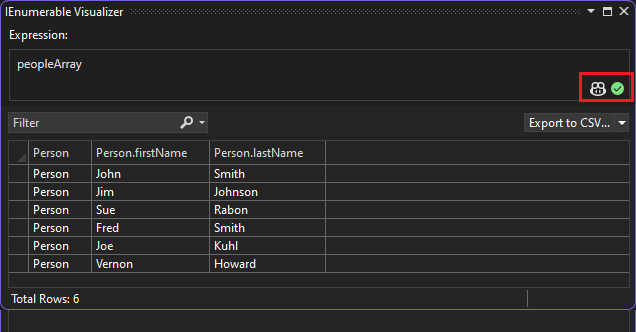 IEnumerable Visualizer
Expression:
peopleArray
Filter
Export to CSV...
Person Person.firstName Person.lastName
Person John Smith
Person Jim Johnson
Person Sue Rabon
Person Fred Smith
Person Joe Kuhl
Person Vernon Howard
Total Rows: 6